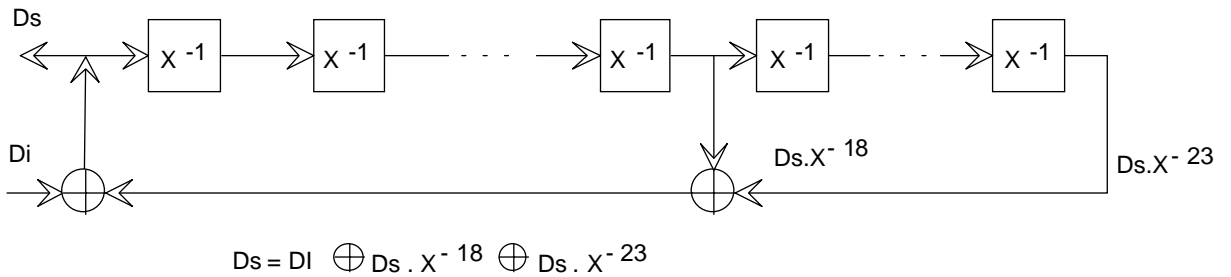 Ds
X -1
X -1
- - -
X -1
X -1
- - -
X -1
Di
Ds.X- 18
Ds.X- 23
Ds = DI ⊕ Ds . X- 18 ⊕ Ds . X- 23